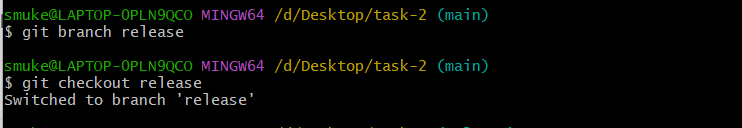 smuke@LAPTOP-0PLN9QCO MINGW64 /d/Desktop/task-2 (main)
$ git branch release
smuke@LAPTOP-0PLN9QCO MINGW64 /d/Desktop/task-2 (main)
$ git checkout release
Switched to branch 'release'